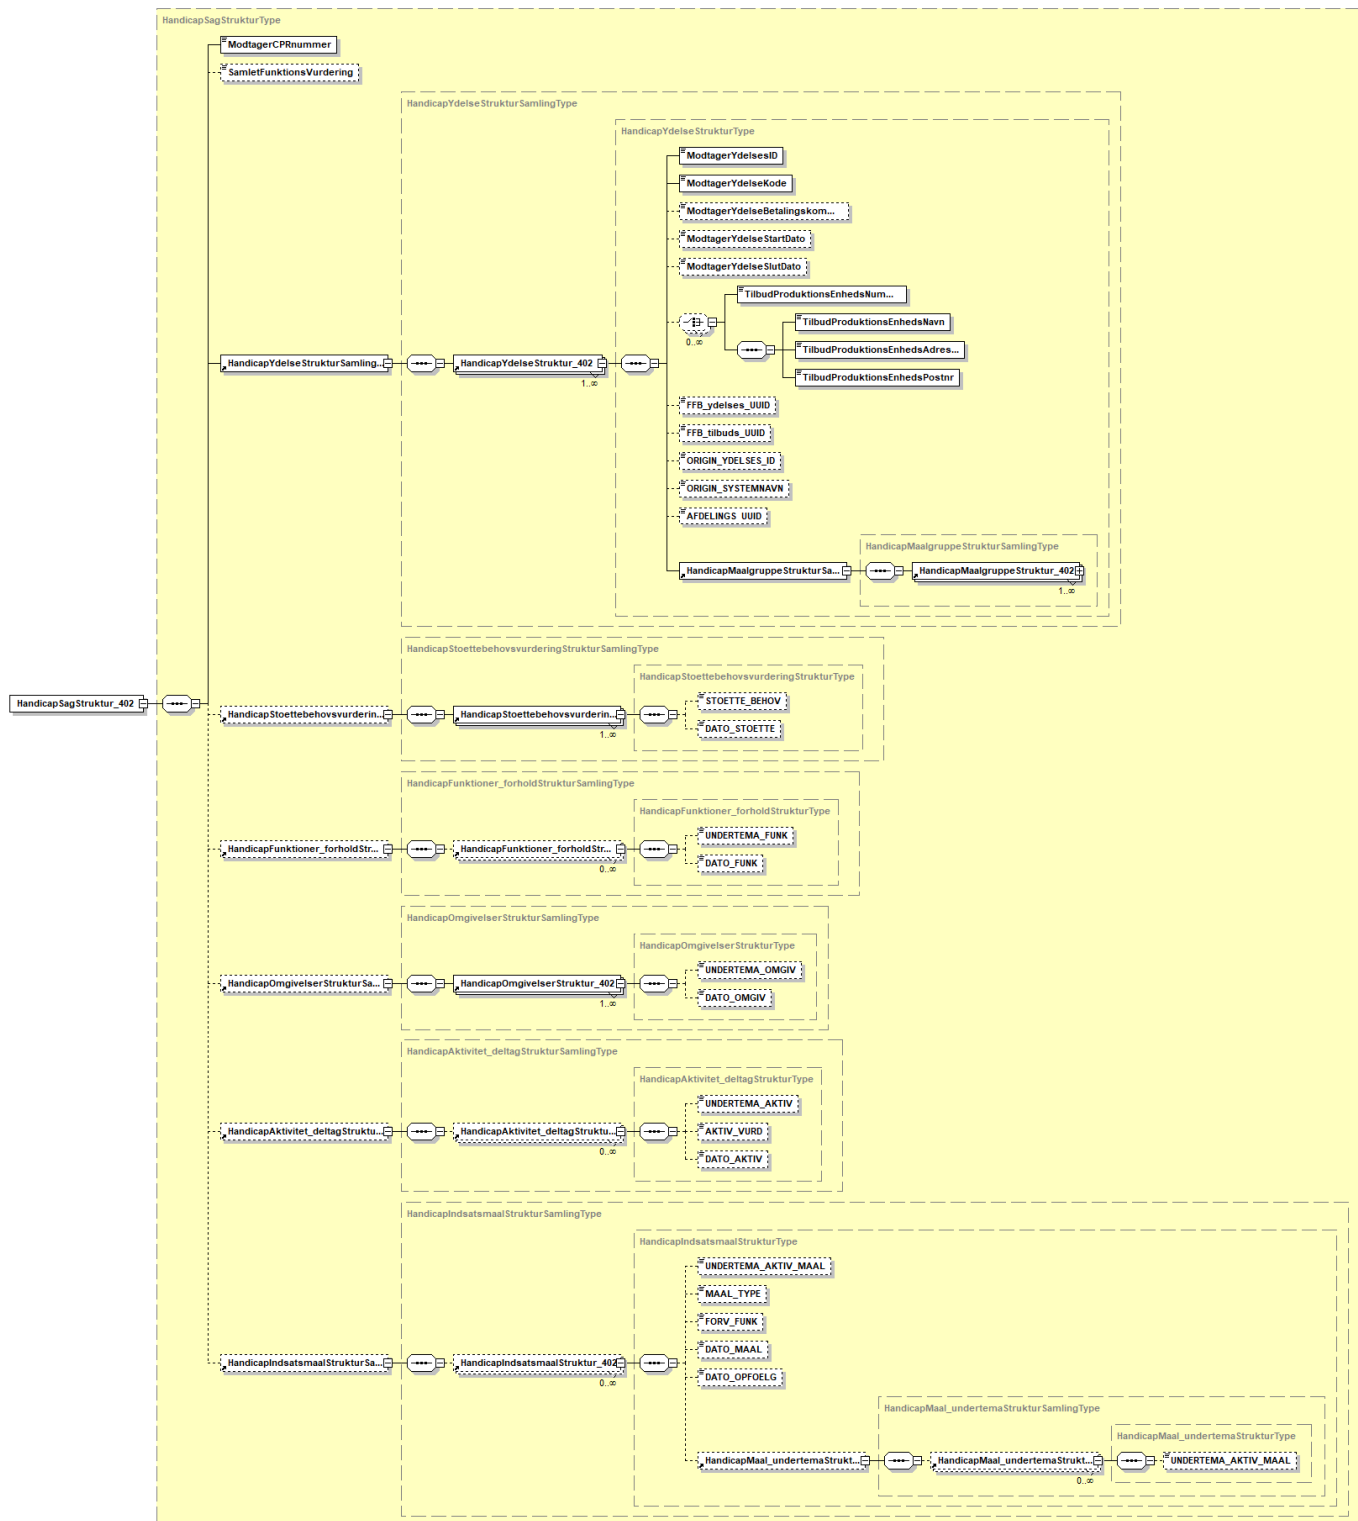 HandicapSagStrukturType
ModtagerCPRnummer
SamletFunktionsVurdering
HandicapYdelseStrukturSamlingType
HandicapYdelseStrukturType
ModtagerYdelsesID
ModtagerYdelseKode
ModtagerYdelseBetalingskom...
ModtagerYdelseStartDato
ModtagerYdelseSlutDato
TilbudProduktionsEnhedsNum...
0..∞
TilbudProduktionsEnhedsNavn
TilbudProduktionsEnhedsAdres...
TilbudProduktionsEnhedsPostnr
HandicapYdelseStrukturSamling...
HandicapYdelseStruktur_402
1..∞
FFB_ydelses_UUID
FFB_tilbuds_UUID
ORIGIN_YDELSES_ID
ORIGIN_SYSTEMNAVN
AFDELINGS_UUID
HandicapMaalgruppeStrukturSamlingType
HandicapMaalgruppeStrukturSa...
HandicapMaalgruppeStruktur_402
1..∞
HandicapStoettebehovsvurderingStrukturSamlingType
HandicapStoettebehovsvurderingStrukturType
HandicapSagStruktur_402
HandicapStoettebehovsvurderin...
HandicapStoettebehovsvurderin...
1..∞
STOETTE_BEHOV
DATO_STOETTE
HandicapFunktioner_forholdStrukturSamlingType
HandicapFunktioner_forholdStrukturType
HandicapFunktioner_forholdStr...
HandicapFunktioner_forholdStr...
0..∞
UNDERTEMA_FUNK
DATO_FUNK
HandicapOmgivelserStrukturSamlingType
HandicapOmgivelserStrukturType
HandicapOmgivelserStrukturSa...
HandicapOmgivelserStruktur_402
1..∞
UNDERTEMA_OMGIV
DATO_OMGIV
HandicapAktivitet_deltagStrukturSamlingType
HandicapAktivitet_deltagStrukturType
HandicapAktivitet_deltagStruktu...
HandicapAktivitet_deltagStruktu...
0..∞
UNDERTEMA_AKTIV
AKTIV_VURD
DATO_AKTIV
HandicapIndsatsmaalStrukturSamlingType
HandicapIndsatsmaalStrukturType
UNDERTEMA_AKTIV_MAAL
MAAL_TYPE
FORV_FUNK
HandicapIndsatsmaalStrukturSa...
HandicapIndsatsmaalStruktur_402
0..∞
DATO_MAAL
DATO_OPFOELG
HandicapMaal_undertemaStrukturSamlingType
HandicapMaal_undertemaStrukturType
HandicapMaal_undertemaStrukt...
HandicapMaal_undertemaStrukt...
0..∞
UNDERTEMA_AKTIV_MAAL